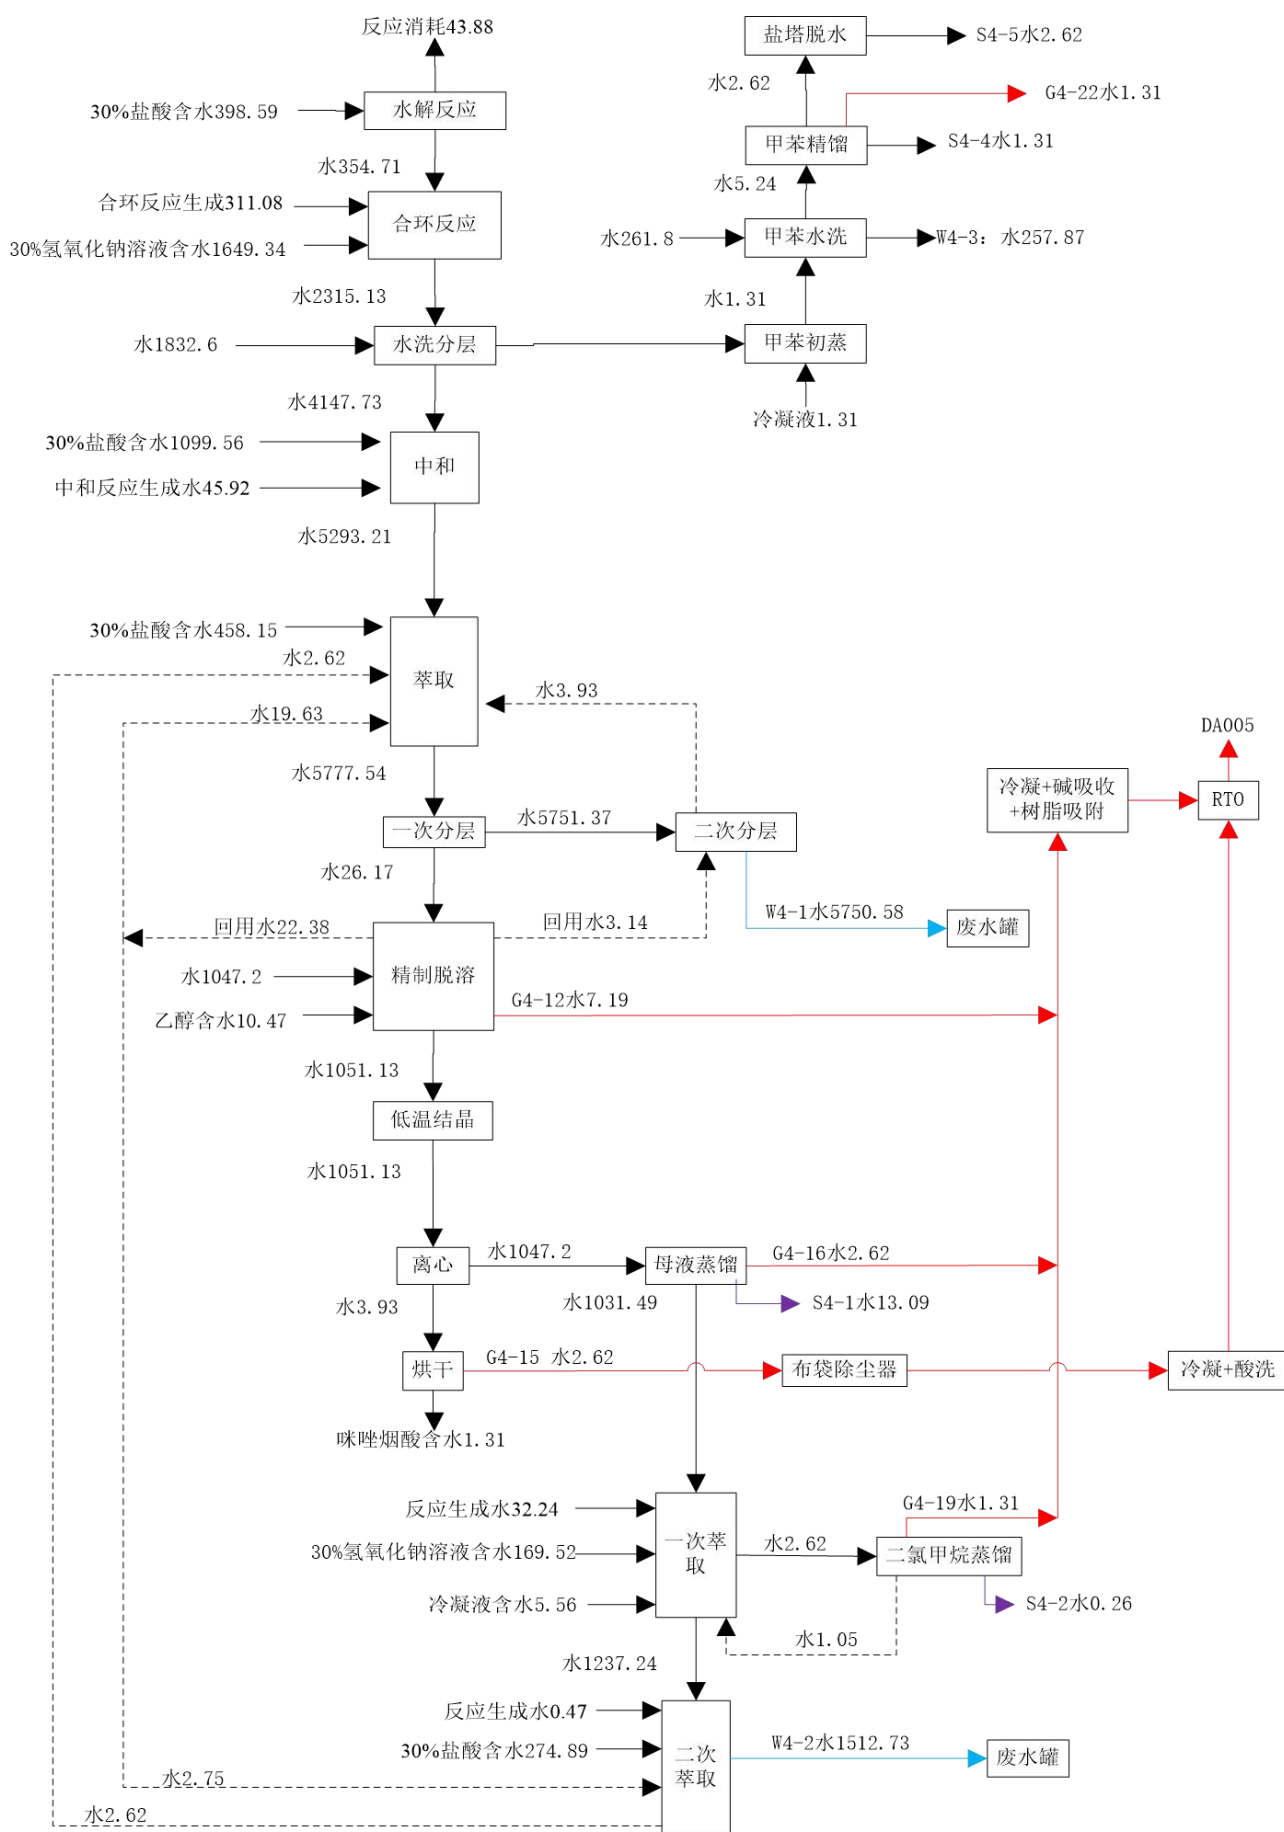 反应消耗43.88
盐塔脱水
S4-5水2.62
水2.62
30%盐酸含水398.59
水解反应
G4-22水1.31
甲苯精馏
S4-4水1.31
水354.71
水5.24
合环反应生成311.08
合环反应
30%氢氧化钠溶液含水1649.34
水261.8
甲苯水洗
W4-3：水257.87
水2315.13
水1.31
水1832.6
水洗分层
甲苯初蒸
水4147.73
冷凝液1.31
30%盐酸含水1099.56
中和
中和反应生成水45.92
水5293.21
30%盐酸含水458.15
水2.62
萃取
水3.93
水19.63
DA005
水5777.54
冷凝+碱吸收
+树脂吸附
RTO
一次分层
水5751.37
二次分层
水26.17
W4-1水5750.58
废水罐
回用水22.38
回用水3.14
水1047.2
精制脱溶
G4-12水7.19
乙醇含水10.47
水1051.13
低温结晶
水1051.13
离心
水1047.2
母液蒸馏
G4-16水2.62
水3.93
水1031.49
S4-1水13.09
烘干
G4-15 水2.62
布袋除尘器
冷凝+酸洗
咪唑烟酸含水1.31
反应生成水32.24
G4-19水1.31
30%氢氧化钠溶液含水169.52
一次萃
取
水2.62
二氯甲烷蒸馏
冷凝液含水5.56
S4-2水0.26
水1.05
水1237.24
反应生成水0.47
30%盐酸含水274.89
二次
萃取
W4-2水1512.73
废水罐
水2.75
水2.62